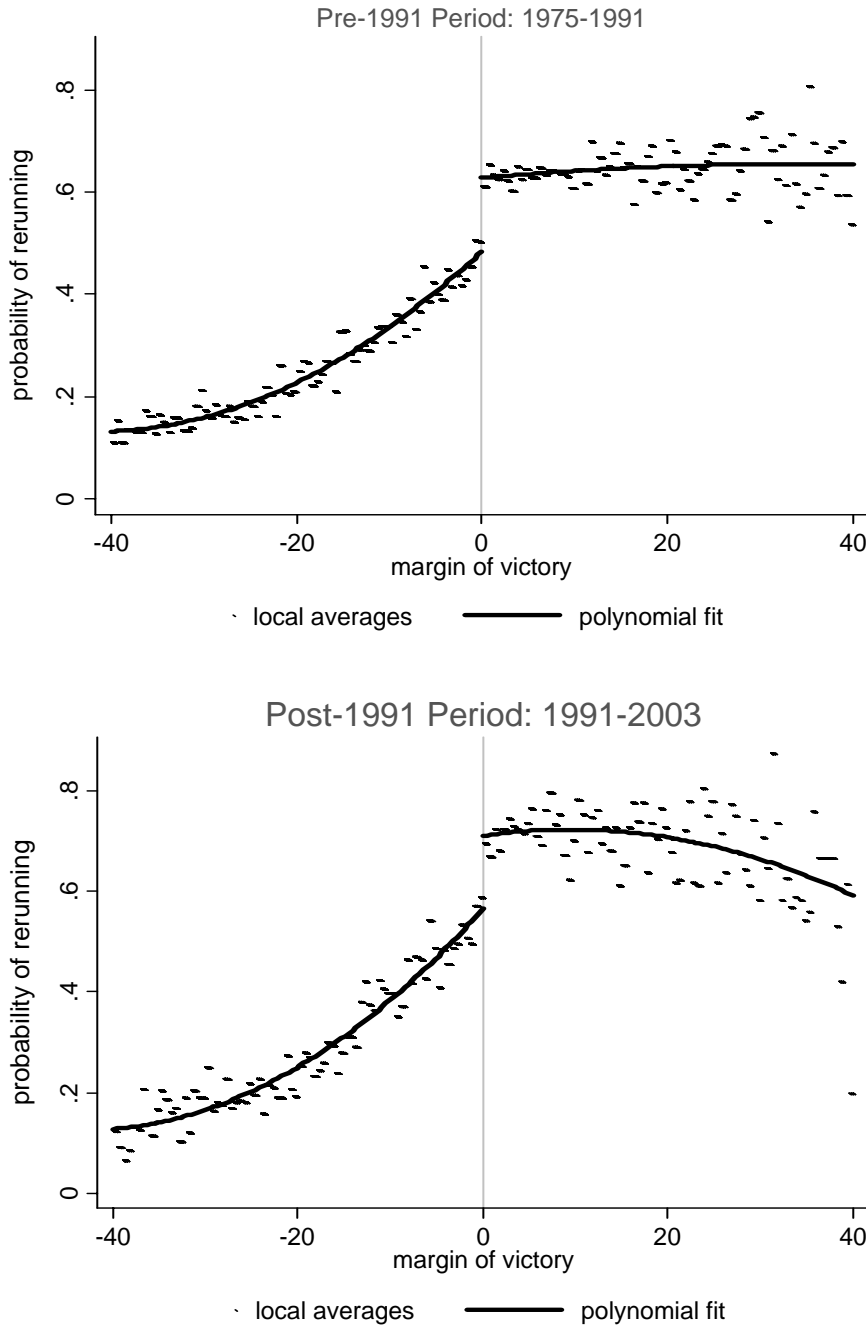 Pre-1991 Period: 1975-1991
probability of rerunning
.8
.6
.4
.2
0
-40 -20 0 20 40
margin of victory
local averages polynomial fit
Post-1991 Period: 1991-2003
probability of rerunning
.8
.6
.4
.2
0
-40 -20 0 20 40
margin of victory
local averages polynomial fit